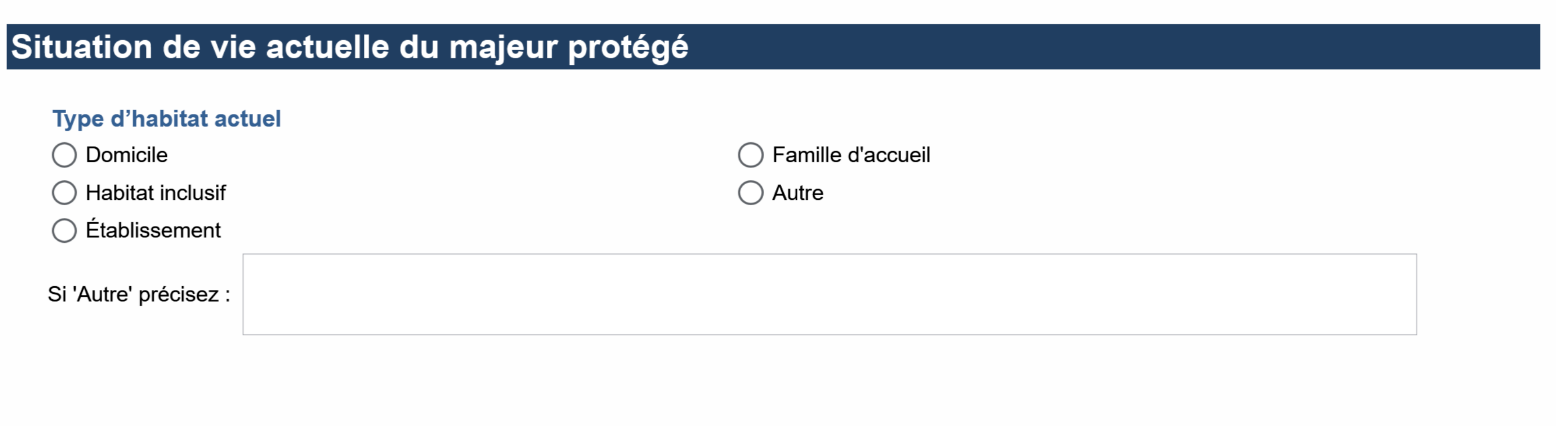 Situation de vie actuelle du majeur protégé
Type d’habitat actuel
Domicile
Habitat inclusif
Établissement
Famille d'accueil
Autre
Si 'Autre' précisez :